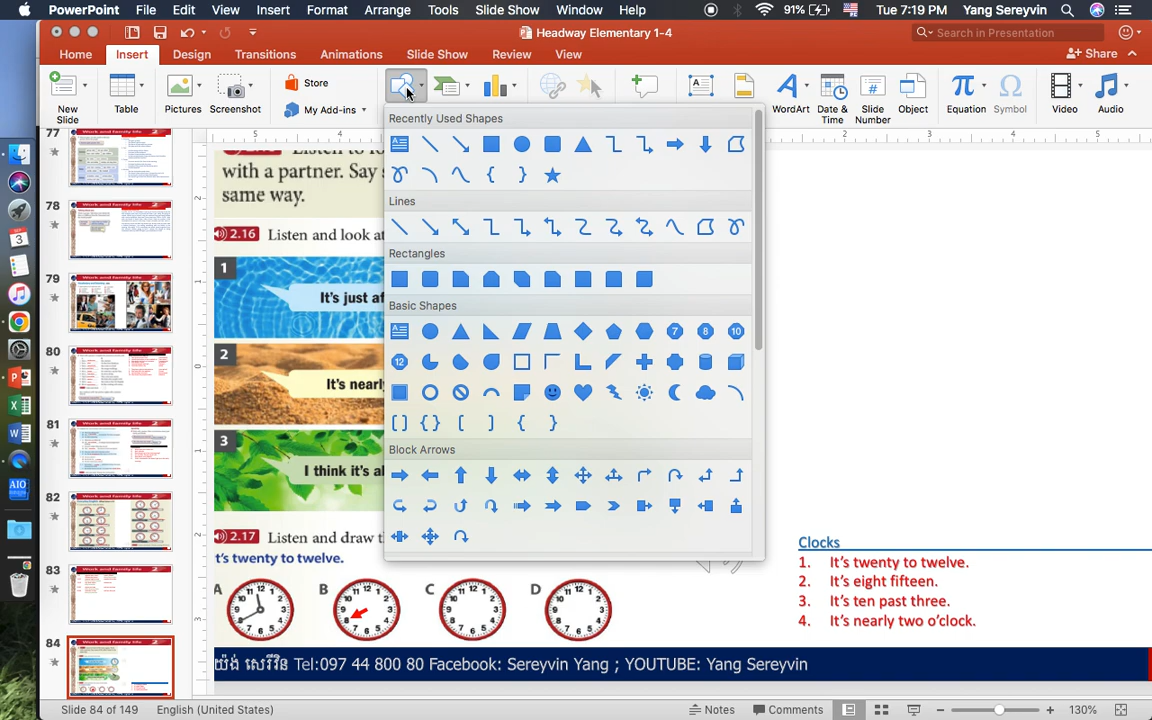 PowerPoint File Edit View Insert Format Arrange Tools Slide Show Window Help 91% Tue 7:19 PM Yang Sereyvin
Headway Elementary 1-4
Search in Presentation
Home Insert Design Transitions Animations Slide Show Review View
Share
New Slide
Table
Pictures
Screenshot
Store
My Add-ins
WordArt
Date & Time
Slide Number
Object
Equation
Symbol
Video
Audio
Recently Used Shapes
Lines
Rectangles
Basic Shapes
Block Arrows
77
78
79
80
81
82
83
84
with a partner. Say
same way.
2.16 Listen and look at
1
It's just af
2
It's nearly
3
I think it's al
2.17 Listen and draw t
t's twenty to twelve.
A B C D
Clocks
1. It's twenty to twelve.
2. It's eight fifteen.
3. It's ten past three.
4. It's nearly two o'clock.
យ៉ង់ សេរីវីន Tel:097 44 800 80 Facebook: Sereyvin Yang ; YOUTUBE: Yang Sereyvin
Slide 84 of 149 English (United States) Notes Comments 130%